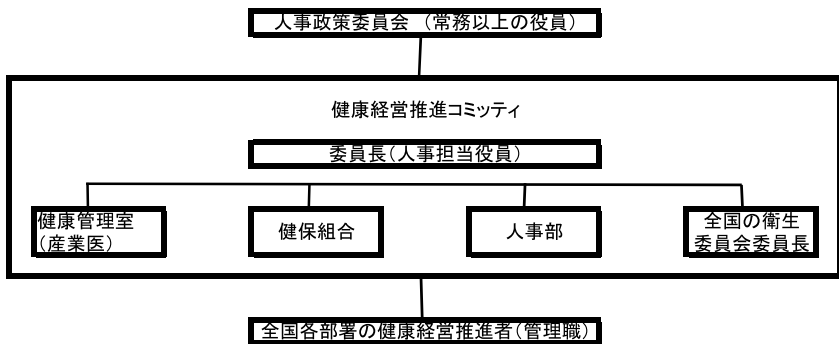 人事政策委員会 （常務以上の役員）
健康経営推進コミッティ
委員長（人事担当役員）
健康管理室
（産業医）
健保組合
人事部
全国の衛生
委員会委員長
全国各部署の健康経営推進者（管理職）